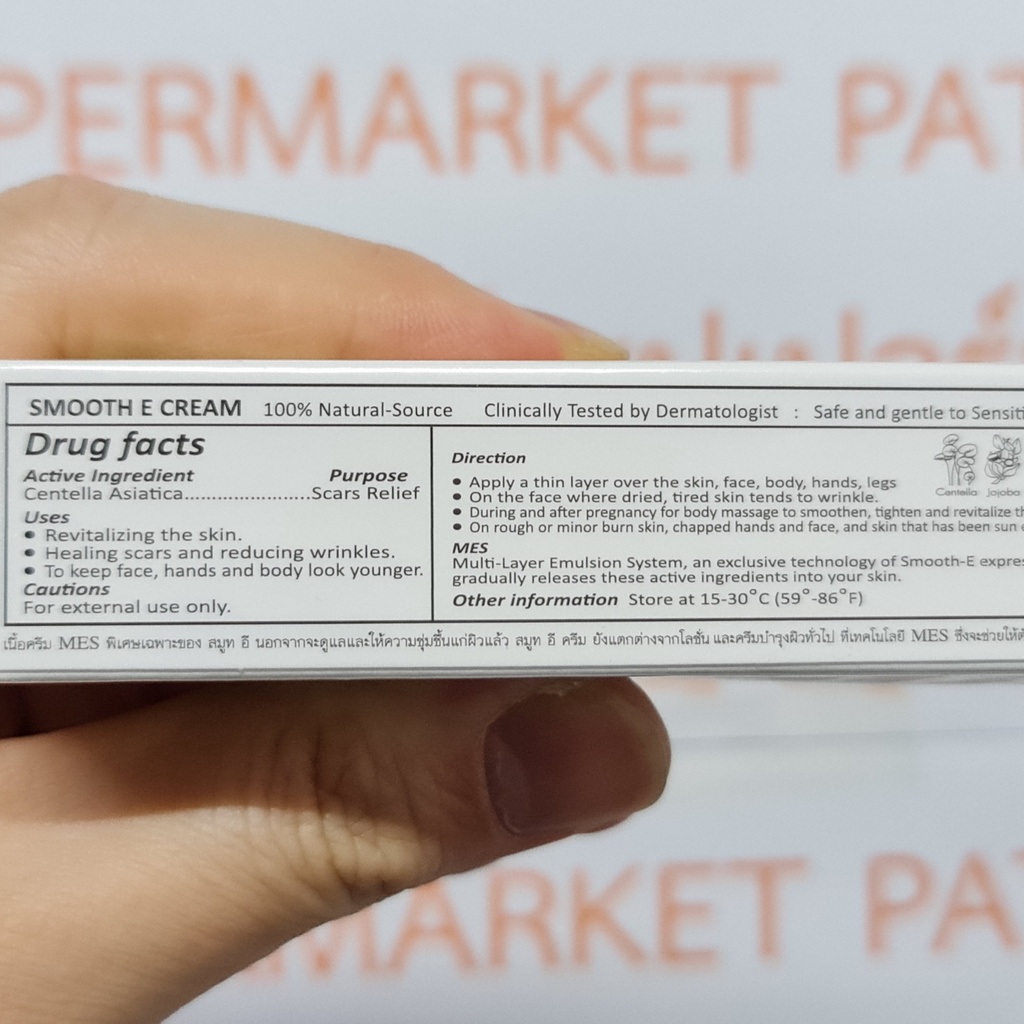 PERMARKET PAT
SMOOTH E CREAM 100% Natural-Source Clinically Tested by Dermatologist : Safe and gentle to Sensiti
Drug facts
Active Ingredient Purpose
Centella Asiatica..........................Scars Relief
Uses
• Revitalizing the skin.
• Healing scars and reducing wrinkles.
• To keep face, hands and body look younger.
Cautions
For external use only.
Direction
• Apply a thin layer over the skin, face, body, hands, legs
• On the face where dried, tired skin tends to wrinkle.
• During and after pregnancy for body massage to smoothen, tighten and revitalize th
• On rough or minor burn skin, chapped hands and face, and skin that has been sun e
Centella Jojoba
MES
Multi-Layer Emulsion System, an exclusive technology of Smooth-E expre
gradually releases these active ingredients into your skin.
Other information Store at 15-30°C (59°-86°F)
เนื้อครีม MES พิเศษเฉพาะของ สมูท อี นอกจากจะดูแลและให้ความชุ่มชื้นแก่ผิวแล้ว สมูท อี ครีม ยังแตกต่างจากโลชั่น และครีมบำรุงผิวทั่วไป ที่เทคโนโลยี MES ซึ่งจะช่วยให้ตั
MARKET PAT